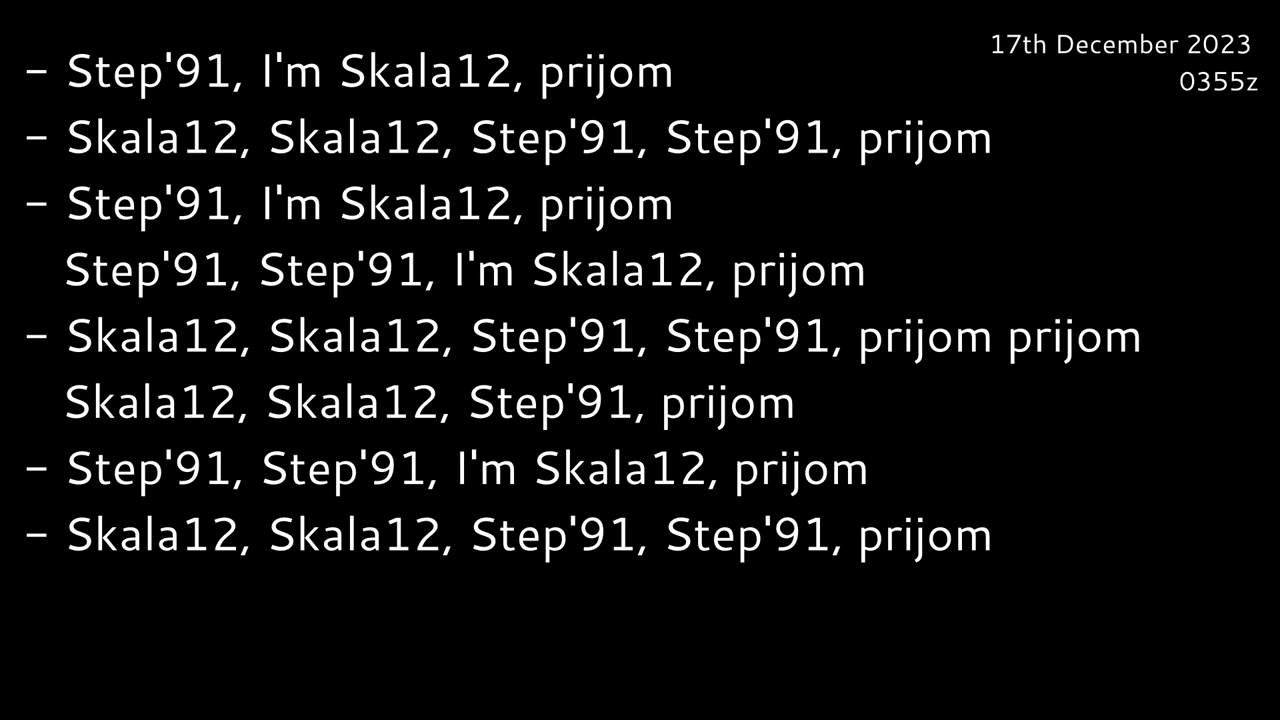 17th December 2023
0355z
- Step'91, I'm Skala12, prijom
- Skala12, Skala12, Step'91, Step'91, prijom
- Step'91, I'm Skala12, prijom
Step'91, Step'91, I'm Skala12, prijom
- Skala12, Skala12, Step'91, Step'91, prijom prijom
Skala12, Skala12, Step'91, prijom
- Step'91, Step'91, I'm Skala12, prijom
- Skala12, Skala12, Step'91, Step'91, prijom